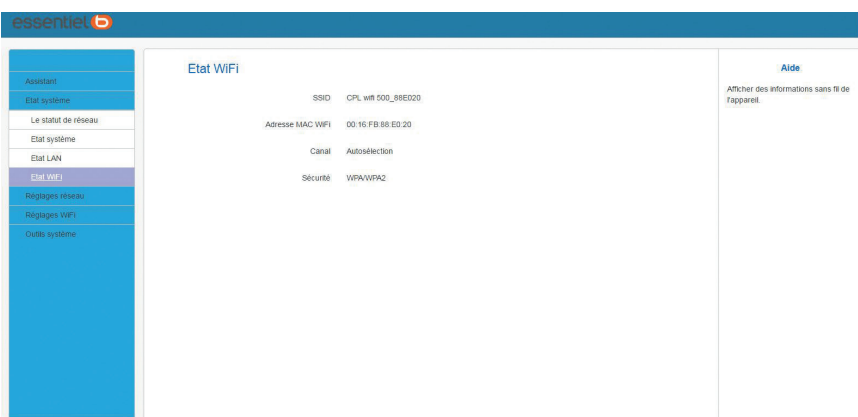 essentiel b
Assistant
Etat système
Le statut de réseau
Etat système
Etat LAN
Etat WiFi
Réglages réseau
Réglages WiFi
Outils système
Etat WiFi
SSID CPL wifi 500_88E020
Adresse MAC WiFi 00:16:FB:88:E0:20
Canal Autosélection
Sécurité WPA/WPA2
Aide
Afficher des informations sans fil de
l'appareil.